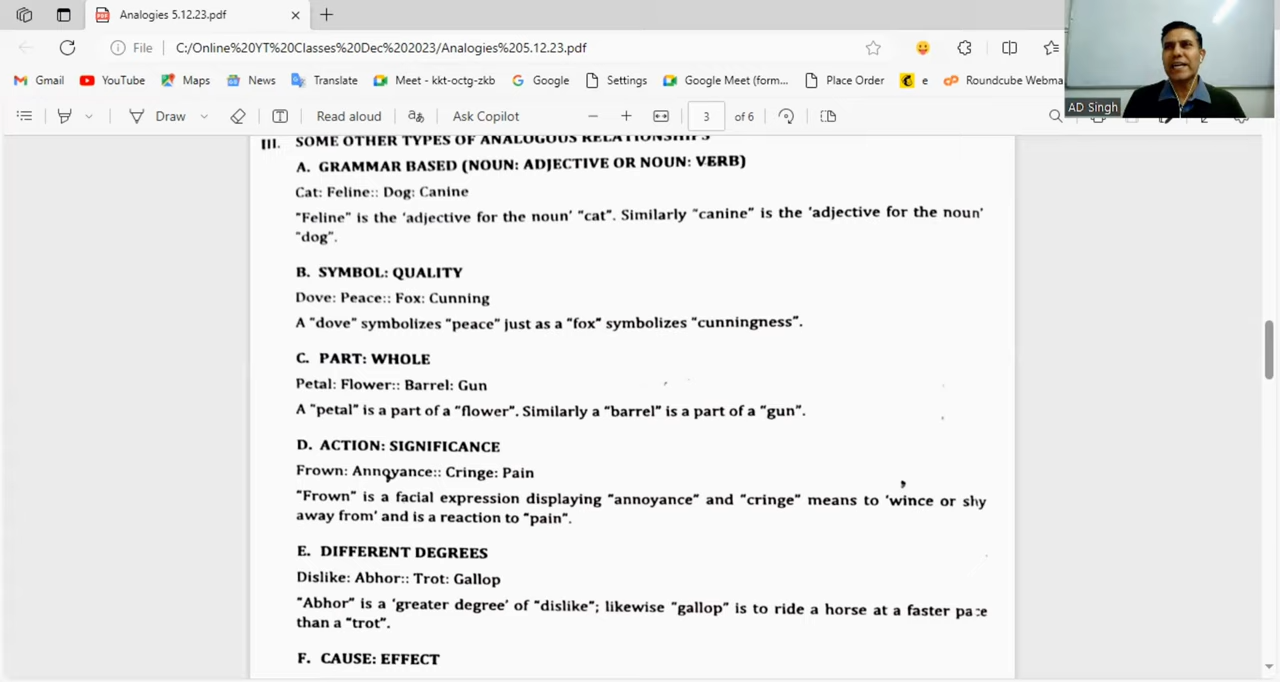 Analogies 5.12.23.pdf
File
C:/Online%20YT%20Classes%20Dec%202023/Analogies%205.12.23.pdf
Gmail YouTube Maps News Translate Meet - kkt-octg-zkb Google Settings Google Meet (form... Place Order e Roundcube Webma
Draw Read aloud aあ Ask Copilot 3 of 6
AD Singh
III. SOME OTHER TYPES OF ANALOGOUS RELATIONSHIPS
A. GRAMMAR BASED (NOUN: ADJECTIVE OR NOUN: VERB)
Cat: Feline:: Dog: Canine
"Feline" is the 'adjective for the noun' "cat". Similarly "canine" is the 'adjective for the noun'
"dog".
B. SYMBOL: QUALITY
Dove: Peace:: Fox: Cunning
A "dove" symbolizes "peace" just as a "fox" symbolizes "cunningness".
C. PART: WHOLE
Petal: Flower:: Barrel: Gun
A "petal" is a part of a "flower". Similarly a "barrel" is a part of a "gun".
D. ACTION: SIGNIFICANCE
Frown: Annoyance:: Cringe: Pain
"Frown" is a facial expression displaying "annoyance" and "cringe" means to 'wince or shy
away from' and is a reaction to "pain".
E. DIFFERENT DEGREES
Dislike: Abhor:: Trot: Gallop
"Abhor" is a 'greater degree' of "dislike"; likewise "gallop" is to ride a horse at a faster pace
than a "trot".
F. CAUSE: EFFECT